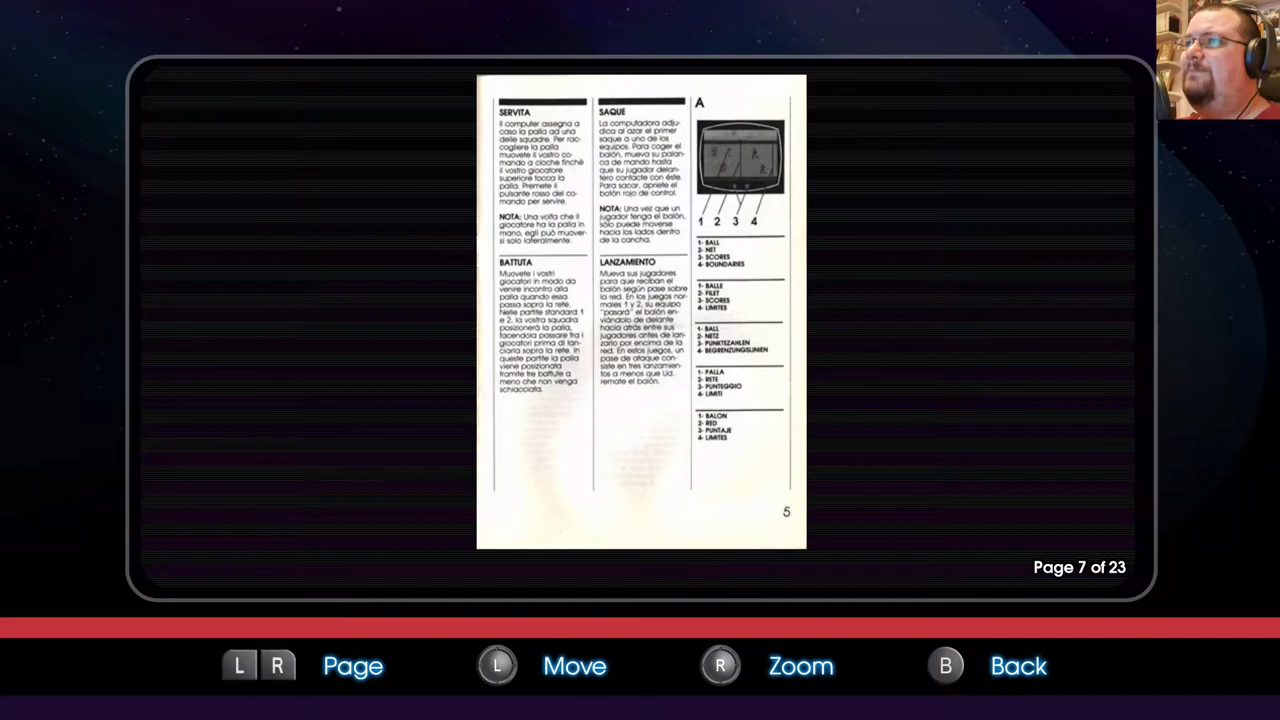 SERVITA
Il computer assegna a
caso la palla ad una
delle squadre. Per rac-
cogliere la palla
muovete il vostro co-
mando a cloche finché
il vostro giocatore
superiore tocca la
palla. Premete il
pulsante rosso del co-
mando per servire.
NOTA: Una volta che il
giocatore ha la palla in
mano, egli può muover-
si solo lateralmente.
BATTUTA
Muovete i vostri
giocatori in modo da
venire incontro alla
palla quando essa
passa sopra la rete.
Nelle partite standard 1
e 2, la vostra squadra
posizionerà la palla,
facendola passare fra i
giocatori prima di lan-
ciarla sopra la rete. In
queste partite la palla
viene posizionata
tramite tre battute a
meno che non venga
schiacciata.
SAQUE
La computadora adju-
dica al azar el primer
saque a uno de los
equipos. Para coger el
balón, mueva su palan-
ca de mando hasta
que su jugador delan-
tero contacte con éste.
Para sacar, apriete el
botón rojo de control.
NOTA: Una vez que un
jugador tenga el balón,
sólo puede moverse
hacia los lados dentro
de la cancha.
LANZAMIENTO
Mueva sus jugadores
para que reciban el
balón según pase sobre
la red. En los juegos nor-
males 1 y 2, su equipo
"pasará" el balón en-
viándolo de delante
hacia atrás entre sus
jugadores antes de lan-
zarlo por encima de la
red. En estos juegos, un
pase de ataque con-
siste en tres lanzamien-
tos a menos que Ud.
remate el balón.
A
1 2 3 4
1- BALL
2- NET
3- SCORES
4- BOUNDARIES
1- BALLE
2- FILET
3- SCORES
4- LIMITES
1- BALL
2- NETZ
3- PUNKTEZAHLEN
4- BEGRENZUNGSLINIEN
1- PALLA
2- RETE
3- PUNTEGGIO
4- LIMITI
1- BALON
2- RED
3- PUNTAJE
4- LIMITES
5
Page 7 of 23
L R Page L Move R Zoom B Back